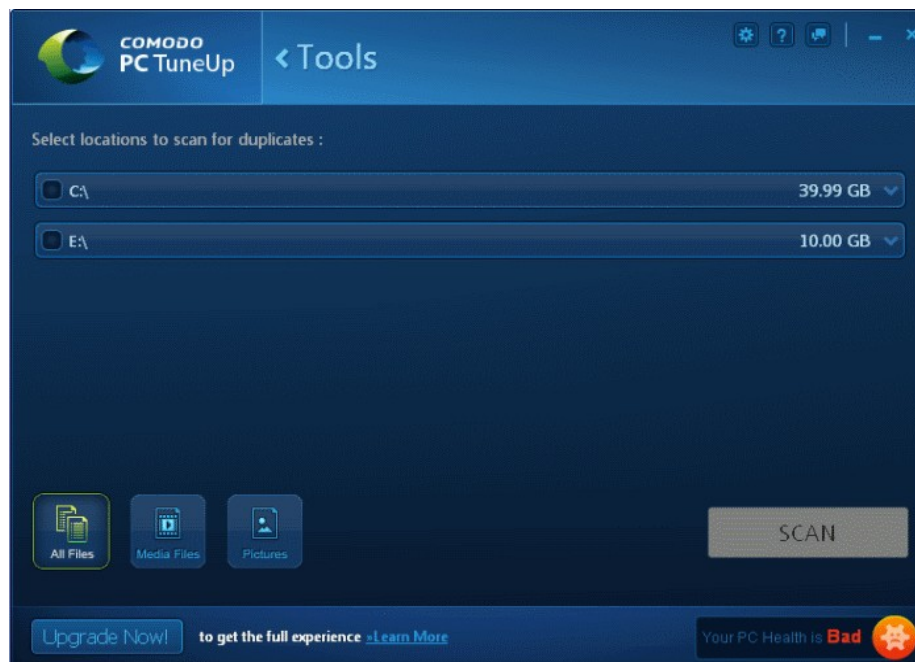 COMODO
PC TuneUp
Tools
Select locations to scan for duplicates :
C:\ 39.99 GB
E:\ 10.00 GB
All Files Media Files Pictures
SCAN
Upgrade Now! to get the full experience »Learn More
Your PC Health is Bad